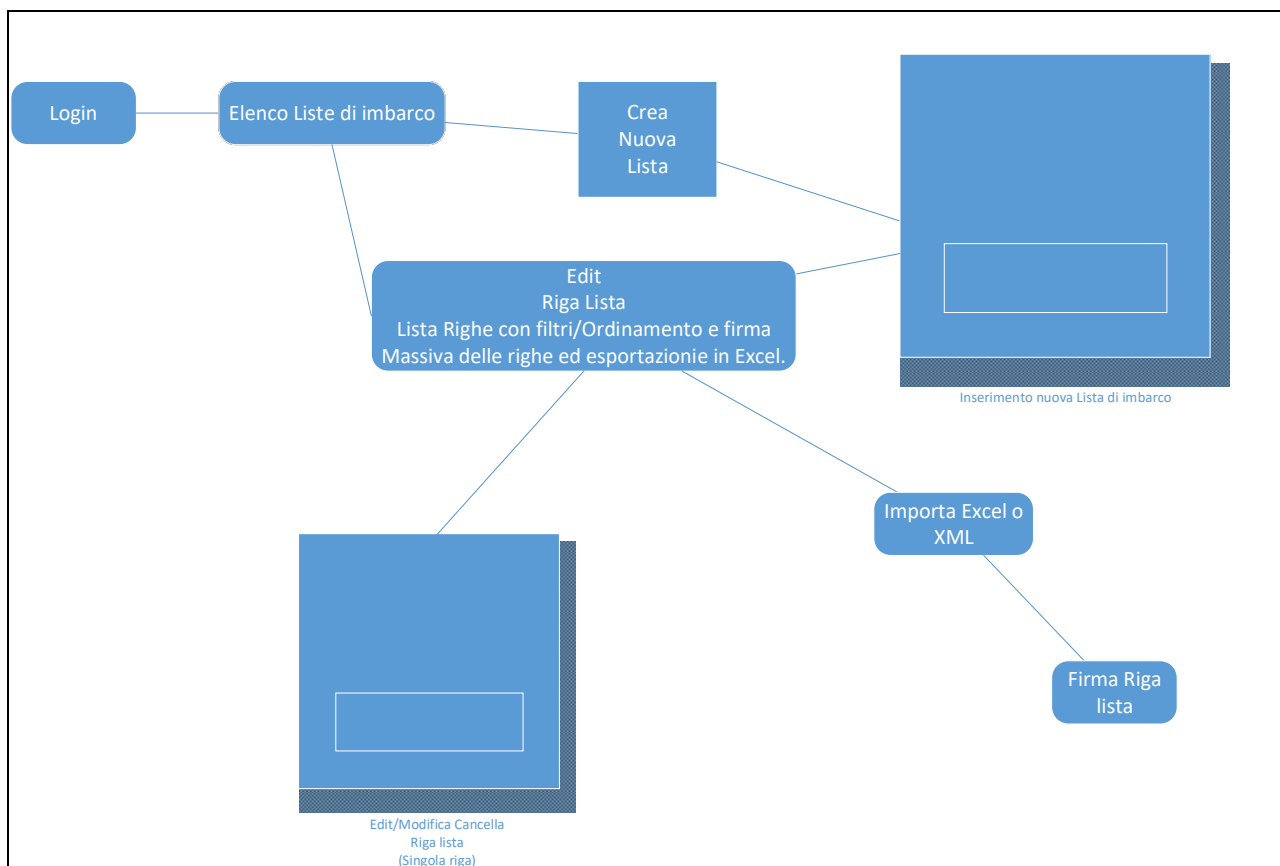 Login
Elenco Liste di imbarco
Crea
Nuova
Lista
Edit
Riga Lista
Lista Righe con filtri/Ordinamento e firma
Massiva delle righe ed esportazionie in Excel.
Inserimento nuova Lista di imbarco
Importa Excel o
XML
Firma Riga
lista
Edit/Modifica Cancella
Riga lista
(Singola riga)